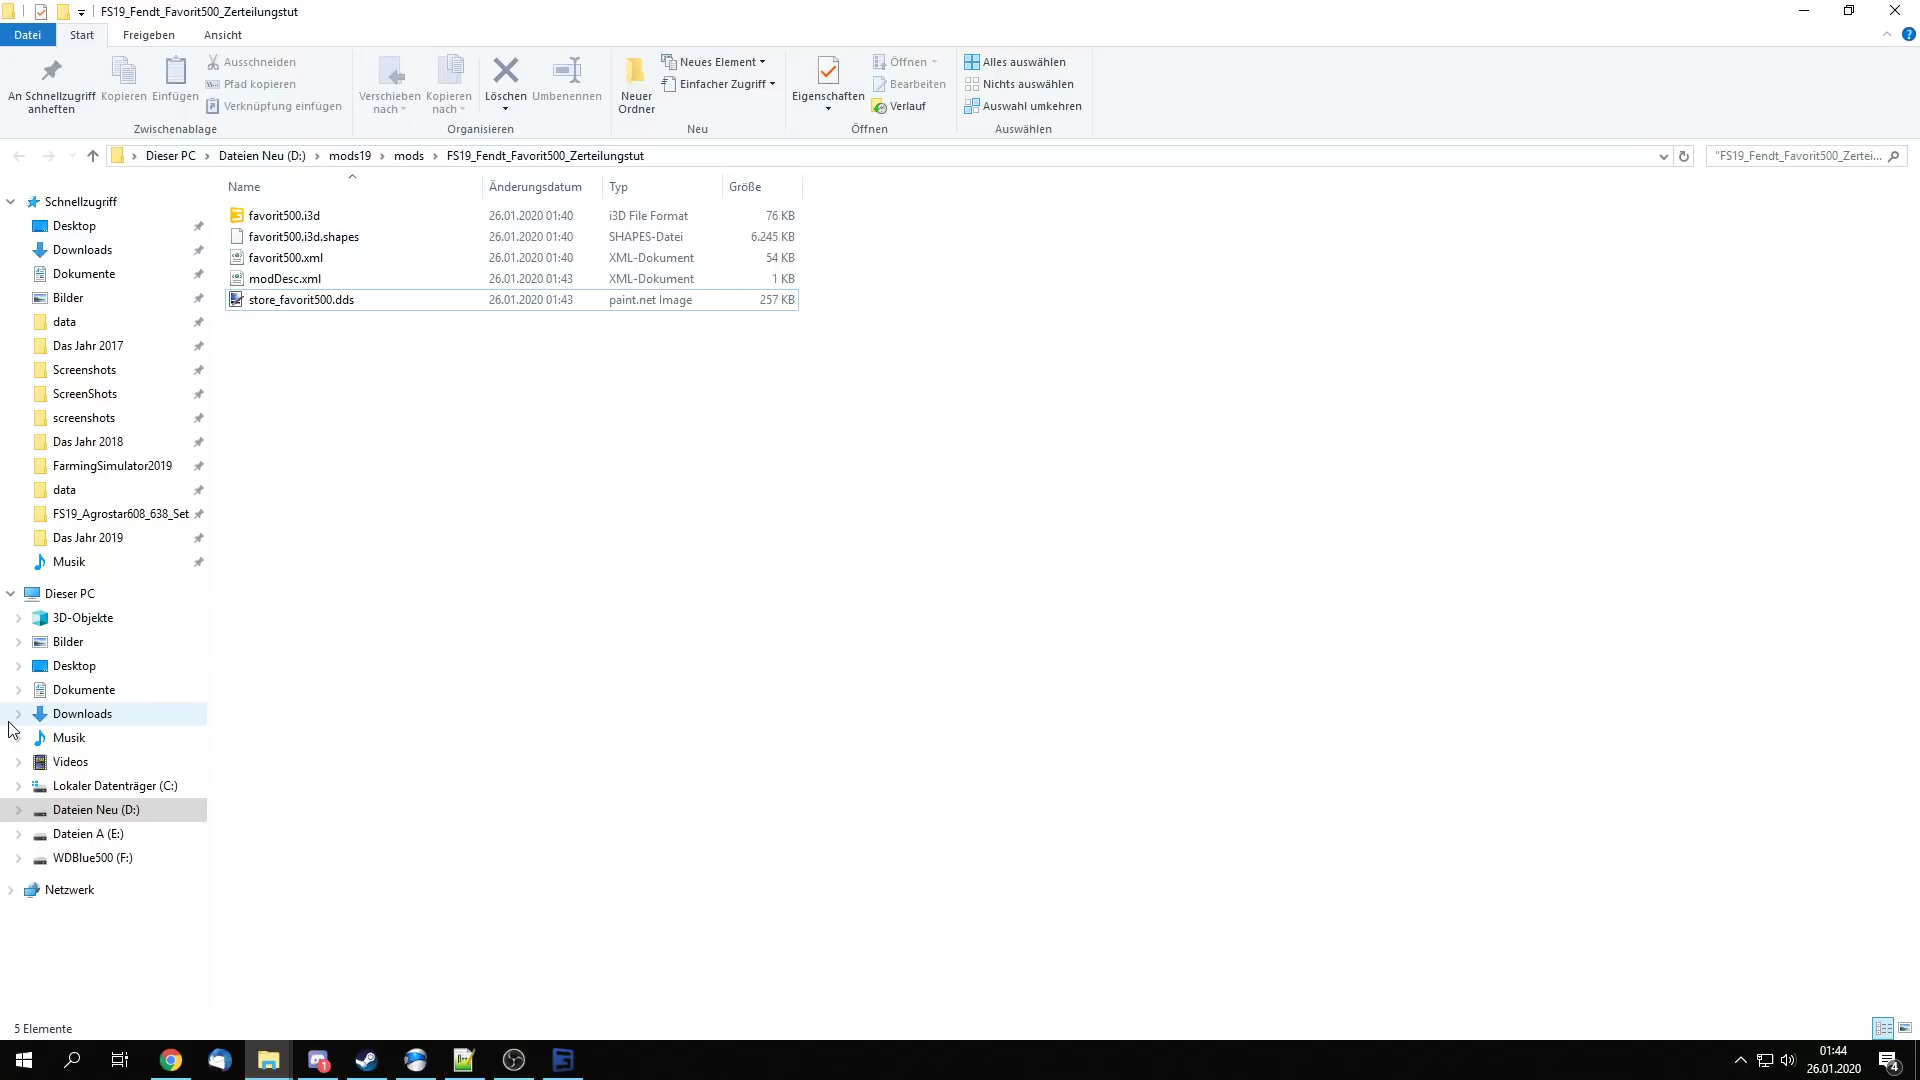 FS19_Fendt_Favorit500_Zerteilungstut
Datei Start Freigeben Ansicht
An Schnellzugriff anheften
Kopieren
Einfügen
Ausschneiden
Pfad kopieren
Verknüpfung einfügen
Zwischenablage
Verschieben nach
Kopieren nach
Löschen
Umbenennen
Organisieren
Neuer Ordner
Neues Element
Einfacher Zugriff
Neu
Eigenschaften
Öffnen
Bearbeiten
Verlauf
Öffnen
Alles auswählen
Nichts auswählen
Auswahl umkehren
Auswählen
Dieser PC Dateien Neu (D:) mods19 mods FS19_Fendt_Favorit500_Zerteilungstut
"FS19_Fendt_Favorit500_Zertei...
Schnellzugriff
Desktop
Downloads
Dokumente
Bilder
data
Das Jahr 2017
Screenshots
ScreenShots
screenshots
Das Jahr 2018
FarmingSimulator2019
data
FS19_Agrostar608_638_Set
Das Jahr 2019
Musik
Dieser PC
3D-Objekte
Bilder
Desktop
Dokumente
Downloads
Musik
Videos
Lokaler Datenträger (C:)
Dateien Neu (D:)
Dateien A (E:)
WDBlue500 (F:)
Netzwerk
Name Änderungsdatum Typ Größe
favorit500.i3d 26.01.2020 01:40 i3D File Format 76 KB
favorit500.i3d.shapes 26.01.2020 01:40 SHAPES-Datei 6.245 KB
favorit500.xml 26.01.2020 01:40 XML-Dokument 54 KB
modDesc.xml 26.01.2020 01:43 XML-Dokument 1 KB
store_favorit500.dds 26.01.2020 01:43 paint.net Image 257 KB
5 Elemente
1
01:44
26.01.2020
4